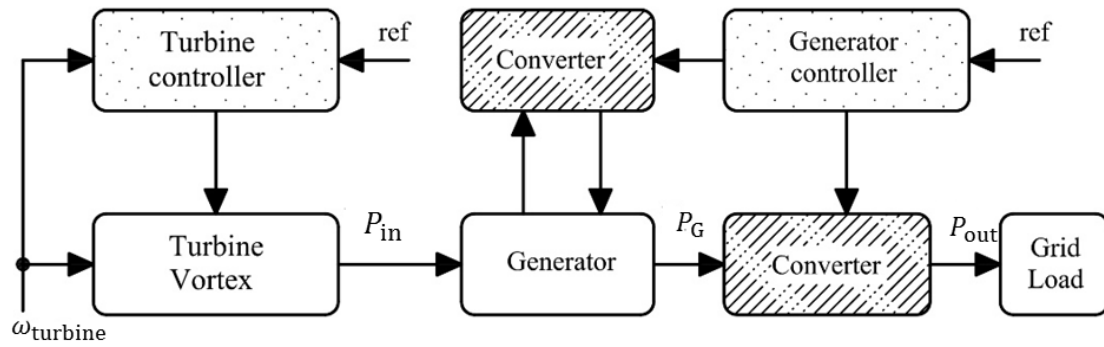 Turbine
controller
ref
Converter
Generator
controller
ref
Turbine
Vortex
P_in
Generator
P_G
Converter
P_out
Grid
Load
ω_turbine